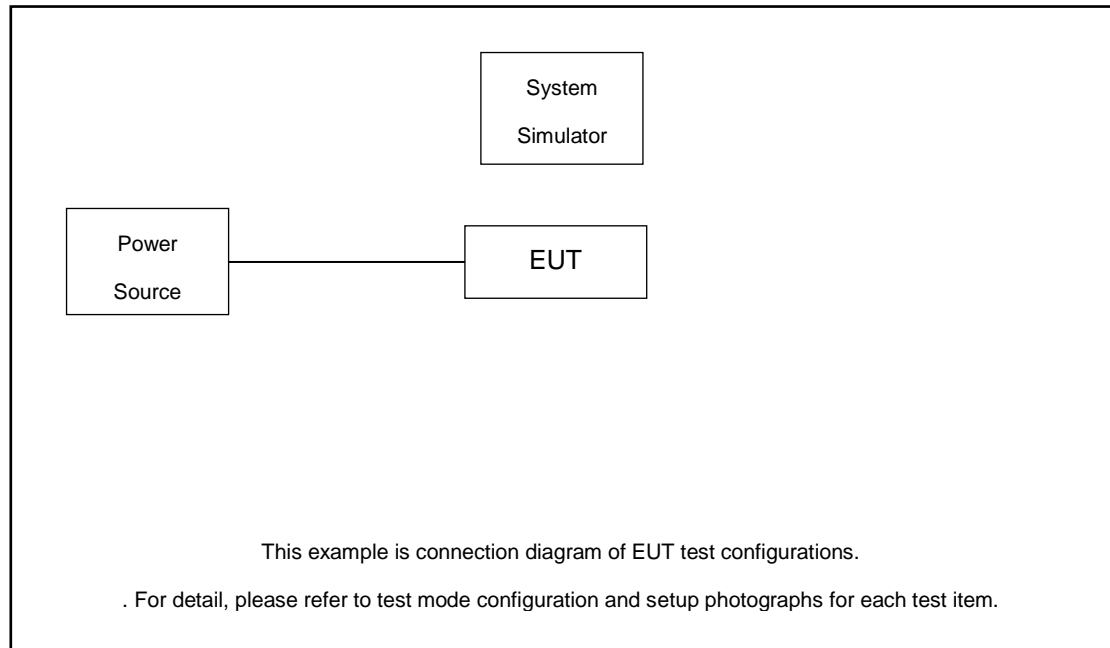 System
Simulator
Power
Source
EUT
This example is connection diagram of EUT test configurations.
. For detail, please refer to test mode configuration and setup photographs for each test item.